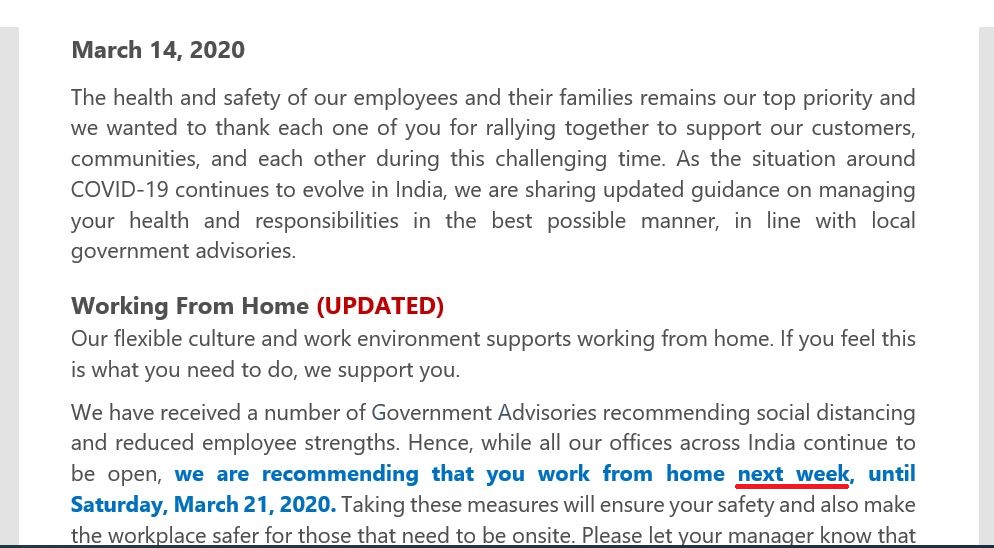 March 14, 2020
The health and safety of our employees and their families remains our top priority and
we wanted to thank each one of you for rallying together to support our customers,
communities, and each other during this challenging time. As the situation around
COVID-19 continues to evolve in India, we are sharing updated guidance on managing
your health and responsibilities in the best possible manner, in line with local
government advisories.
Working From Home (UPDATED)
Our flexible culture and work environment supports working from home. If you feel this
is what you need to do, we support you.
We have received a number of Government Advisories recommending social distancing
and reduced employee strengths. Hence, while all our offices across India continue to
be open, we are recommending that you work from home next week, until
Saturday, March 21, 2020. Taking these measures will ensure your safety and also make
the workplace safer for those that need to be onsite. Please let your manager know that